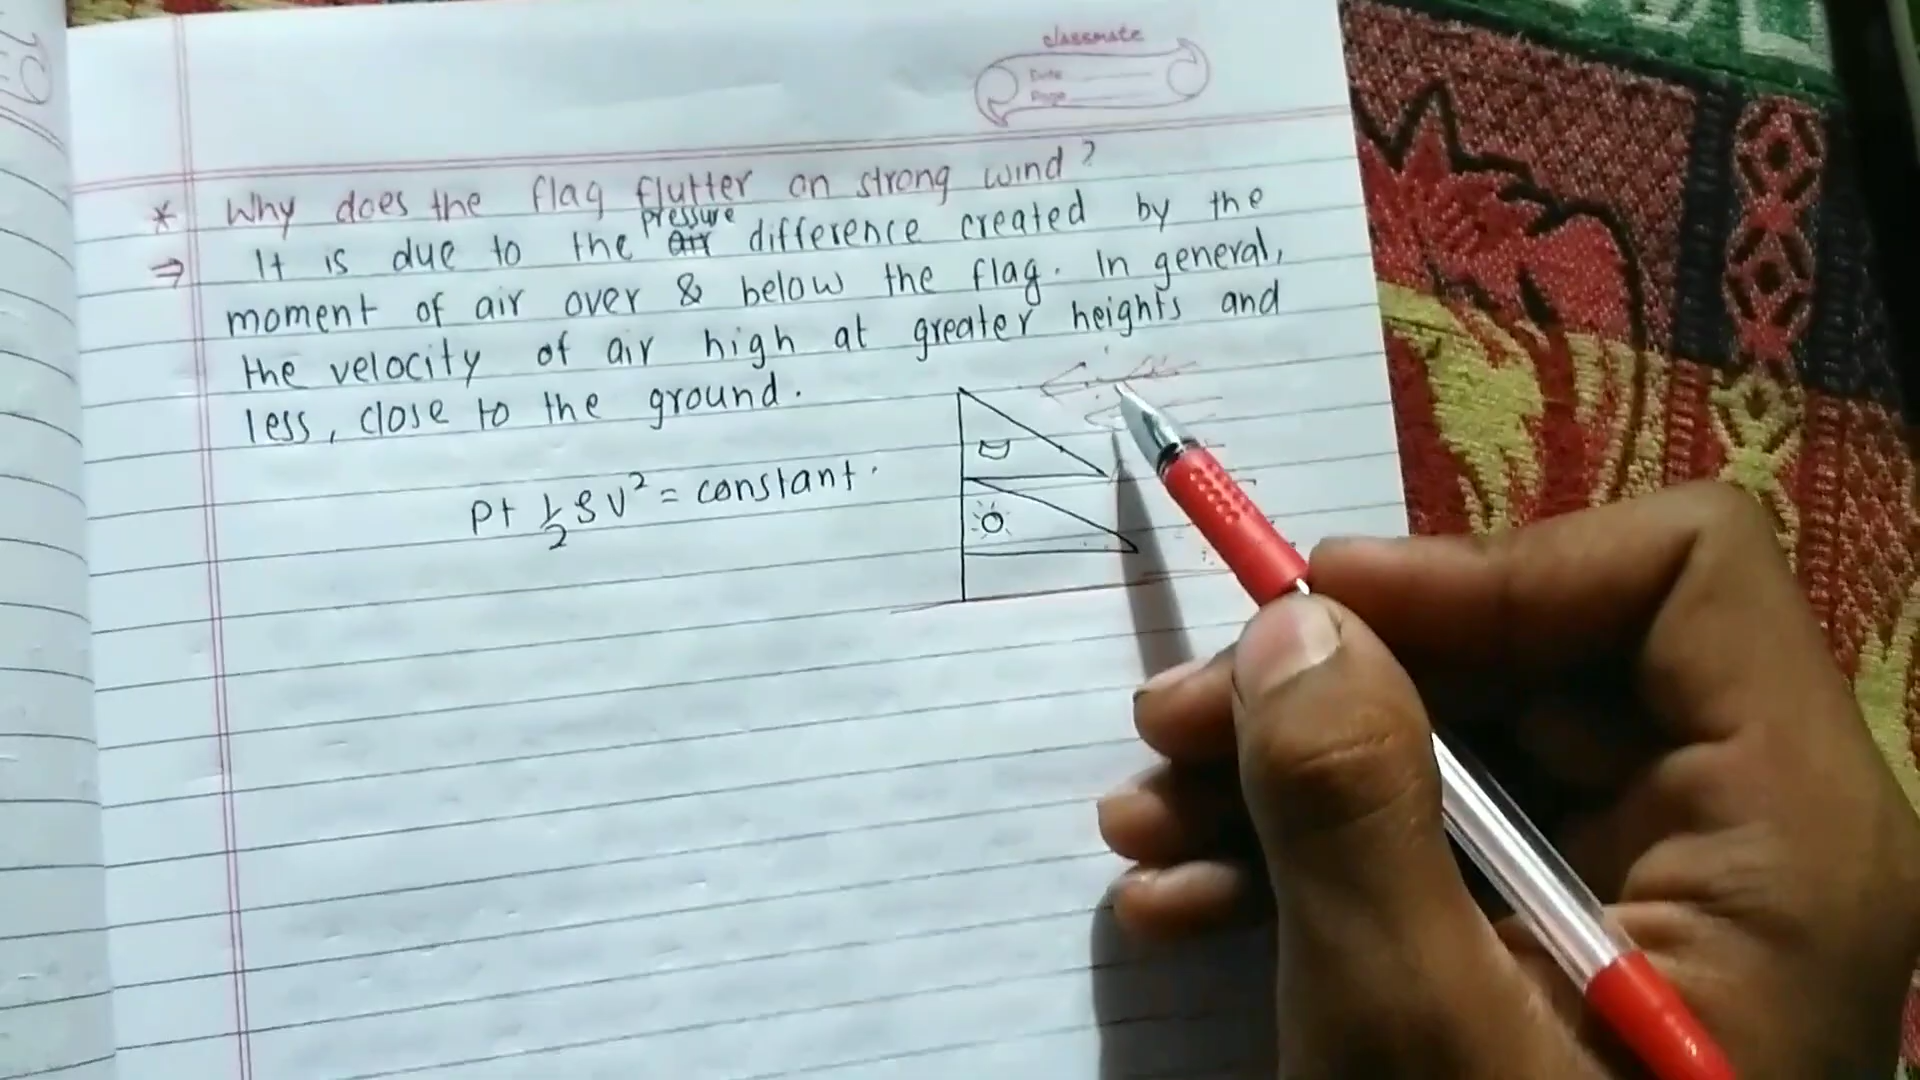 classmate
Date
Page
* Why does the flag flutter on strong wind?
pressure
⇒ It is due to the air difference created by the
moment of air over & below the flag. In general,
the velocity of air high at greater heights and
less, close to the ground.
P+ 1/2 ρ v² = constant.